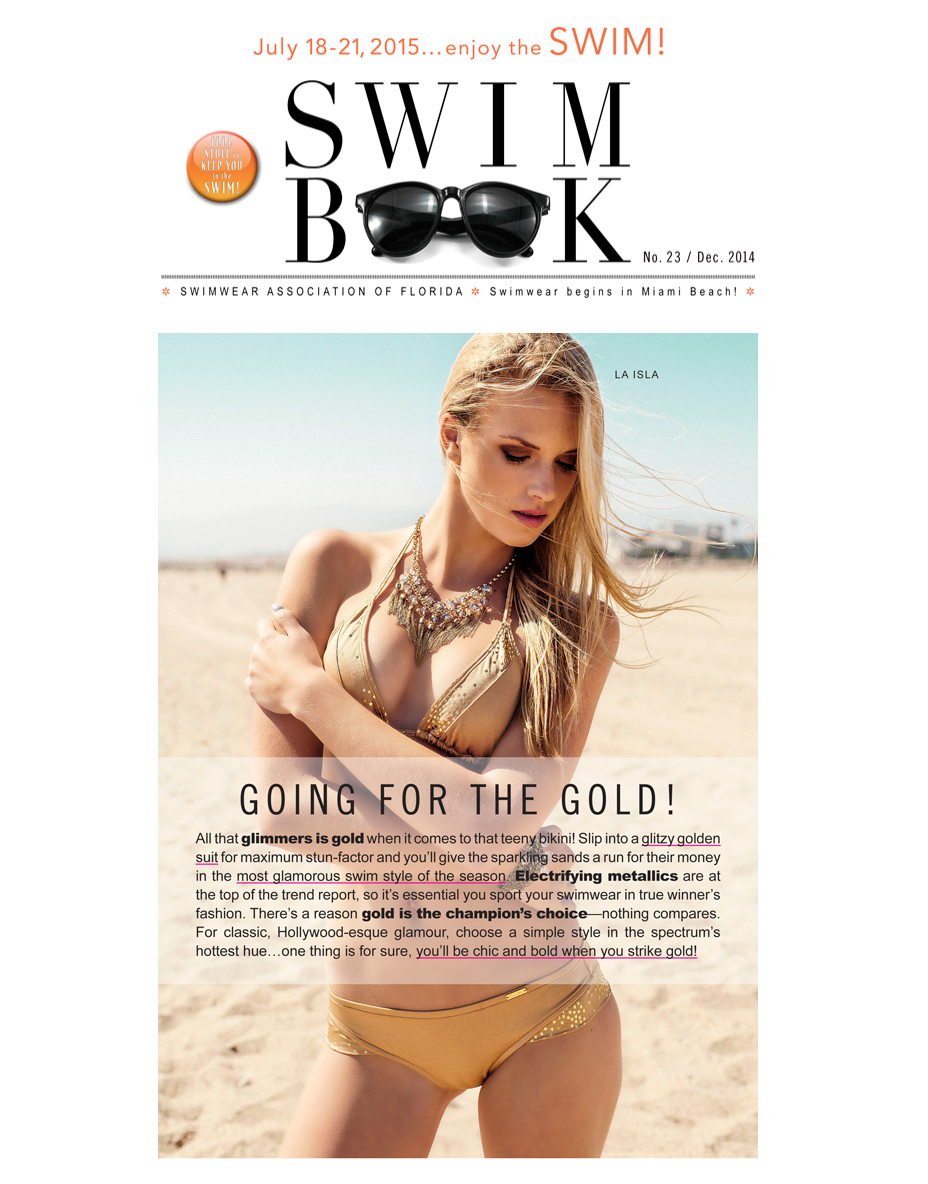 July 18-21, 2015...enjoy the SWIM!
SWIM
GOOD
STUFF to
KEEP YOU
in the
SWIM!
B K
No. 23 / Dec. 2014
✲ SWIMWEAR ASSOCIATION OF FLORIDA ✲ Swimwear begins in Miami Beach! ✲
LA ISLA
GOING FOR THE GOLD!
All that glimmers is gold when it comes to that teeny bikini! Slip into a glitzy golden
suit for maximum stun-factor and you'll give the sparkling sands a run for their money
in the most glamorous swim style of the season. Electrifying metallics are at
the top of the trend report, so it's essential you sport your swimwear in true winner's
fashion. There's a reason gold is the champion's choice—nothing compares.
For classic, Hollywood-esque glamour, choose a simple style in the spectrum's
hottest hue…one thing is for sure, you'll be chic and bold when you strike gold!